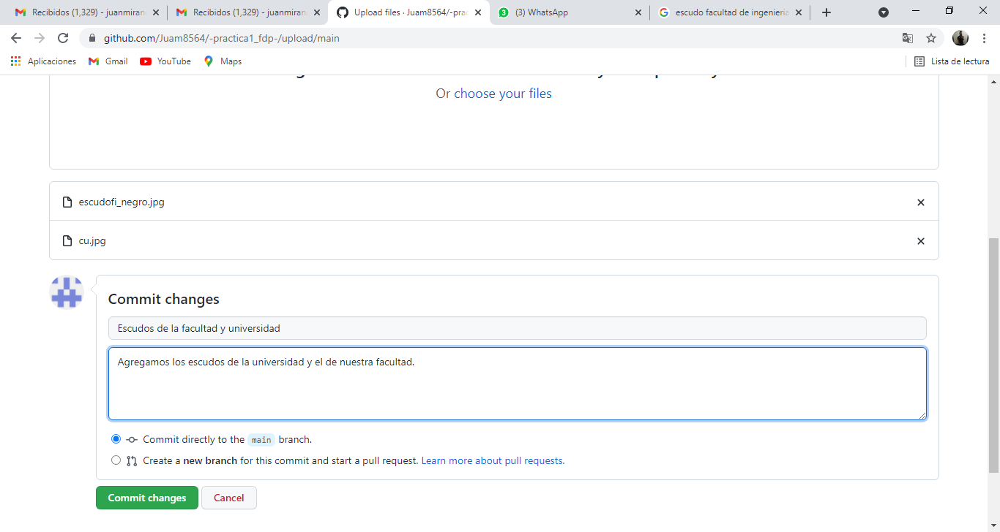 Recibidos (1,329) - juanmiran
Recibidos (1,329) - juanmiran
Upload files · Juam8564/-prac
(3) WhatsApp
escudo facultad de ingenieria
github.com/Juam8564/-practica1_fdp-/upload/main
Aplicaciones
Gmail
YouTube
Maps
Lista de lectura
Or choose your files
escudofi_negro.jpg
cu.jpg
Commit changes
Escudos de la facultad y universidad
Agregamos los escudos de la universidad y el de nuestra facultad.
Commit directly to the main branch.
Create a new branch for this commit and start a pull request. Learn more about pull requests.
Commit changes
Cancel